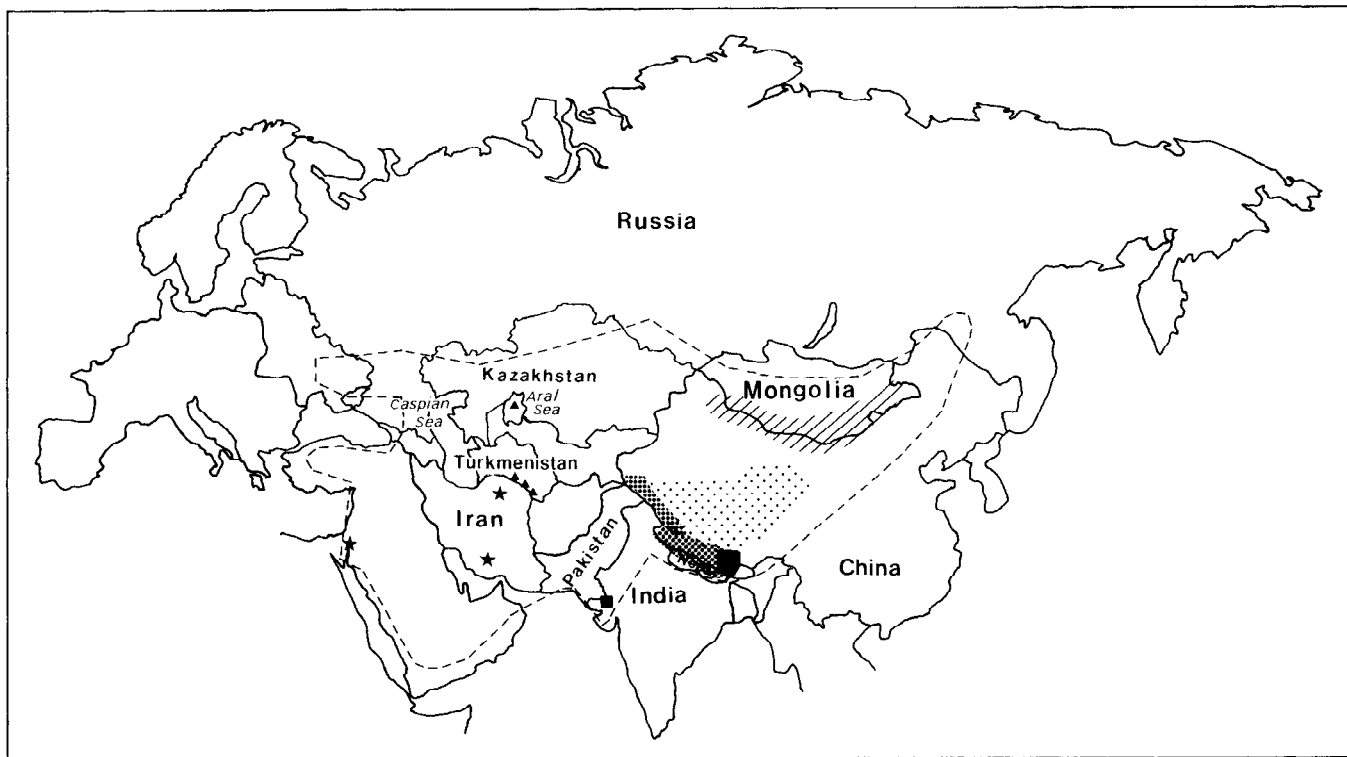 Russia
Kazakhstan
Mongolia
Caspian
Sea
Aral
Sea
Turkmenistan
Iran
Pakistan
India
China